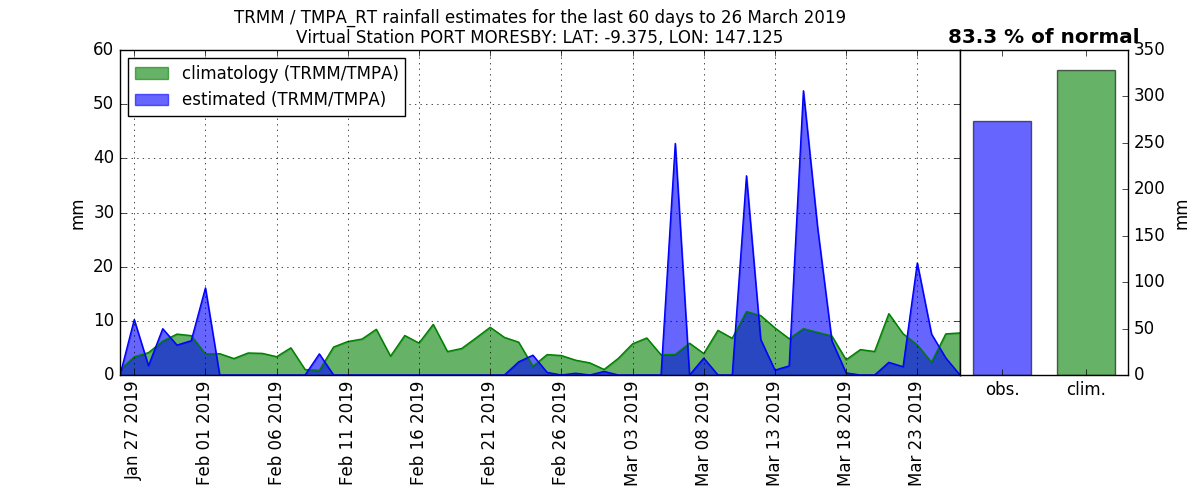 TRMM / TMPA_RT rainfall estimates for the last 60 days to 26 March 2019
Virtual Station PORT MORESBY: LAT: -9.375, LON: 147.125
83.3 % of normal
climatology (TRMM/TMPA)
estimated (TRMM/TMPA)
mm
60
50
40
30
20
10
0
Jan 27 2019
Feb 01 2019
Feb 06 2019
Feb 11 2019
Feb 16 2019
Feb 21 2019
Feb 26 2019
Mar 03 2019
Mar 08 2019
Mar 13 2019
Mar 18 2019
Mar 23 2019
obs.
clim.
350
300
250
200
150
100
50
0
mm